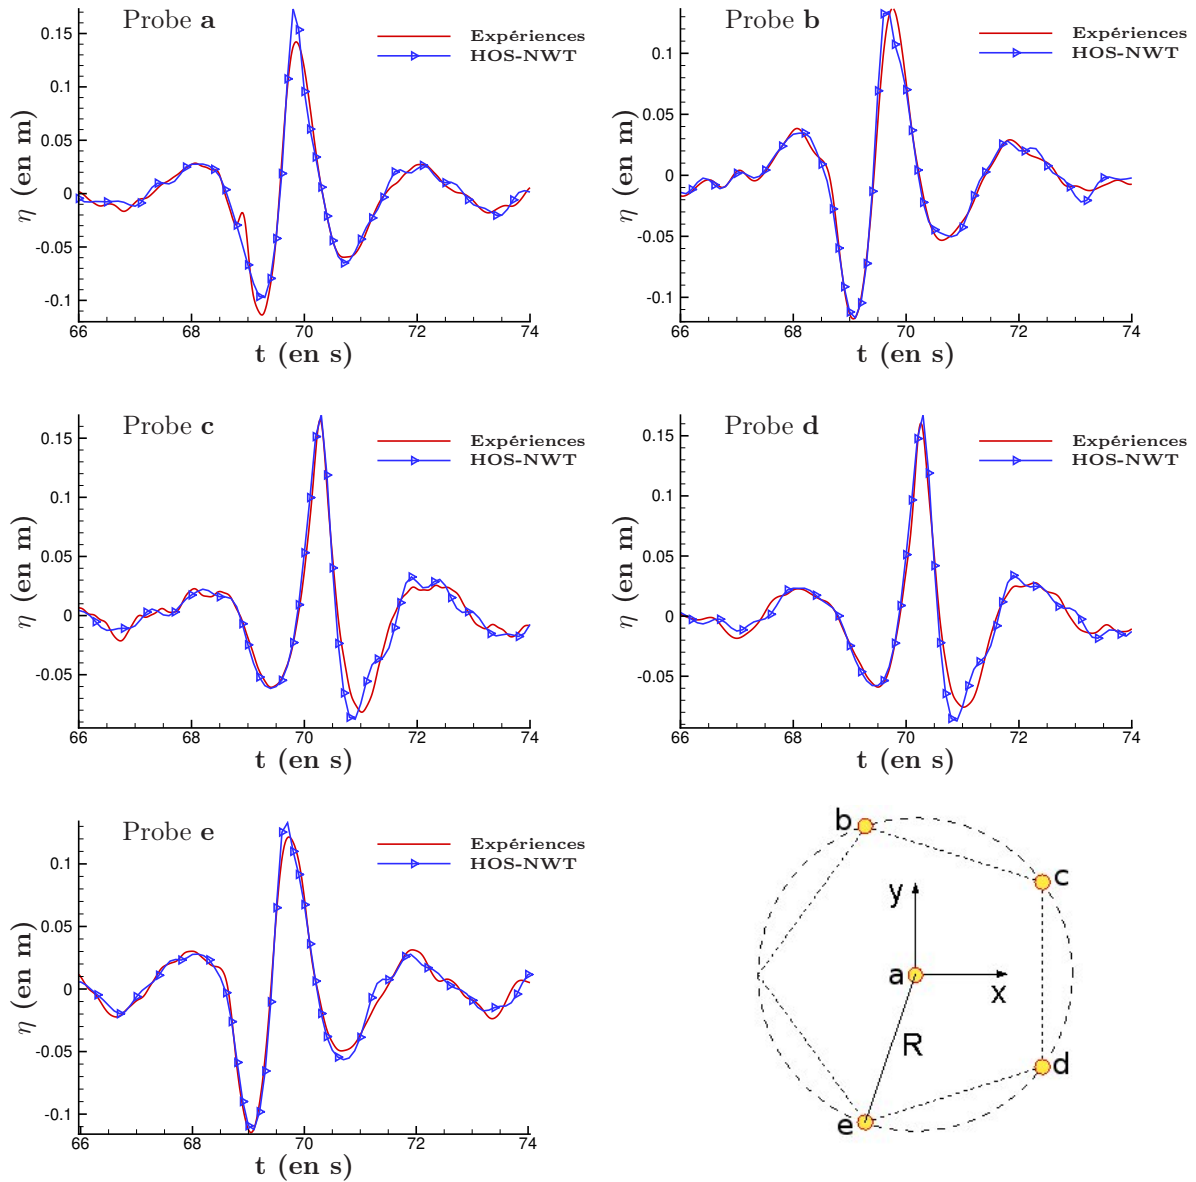 Probe a
Expériences
HOS-NWT
0.15
0.1
0.05
0
-0.05
-0.1
η (en m)
66 68 70 72 74
t (en s)
Probe b
Expériences
HOS-NWT
0.1
0.05
0
-0.05
-0.1
η (en m)
66 68 70 72 74
t (en s)
Probe c
Expériences
HOS-NWT
0.15
0.1
0.05
0
-0.05
η (en m)
66 68 70 72 74
t (en s)
Probe d
Expériences
HOS-NWT
0.15
0.1
0.05
0
-0.05
η (en m)
66 68 70 72 74
t (en s)
Probe e
Expériences
HOS-NWT
0.1
0.05
0
-0.05
-0.1
η (en m)
66 68 70 72 74
t (en s)
b
c
y
a
x
R
d
e